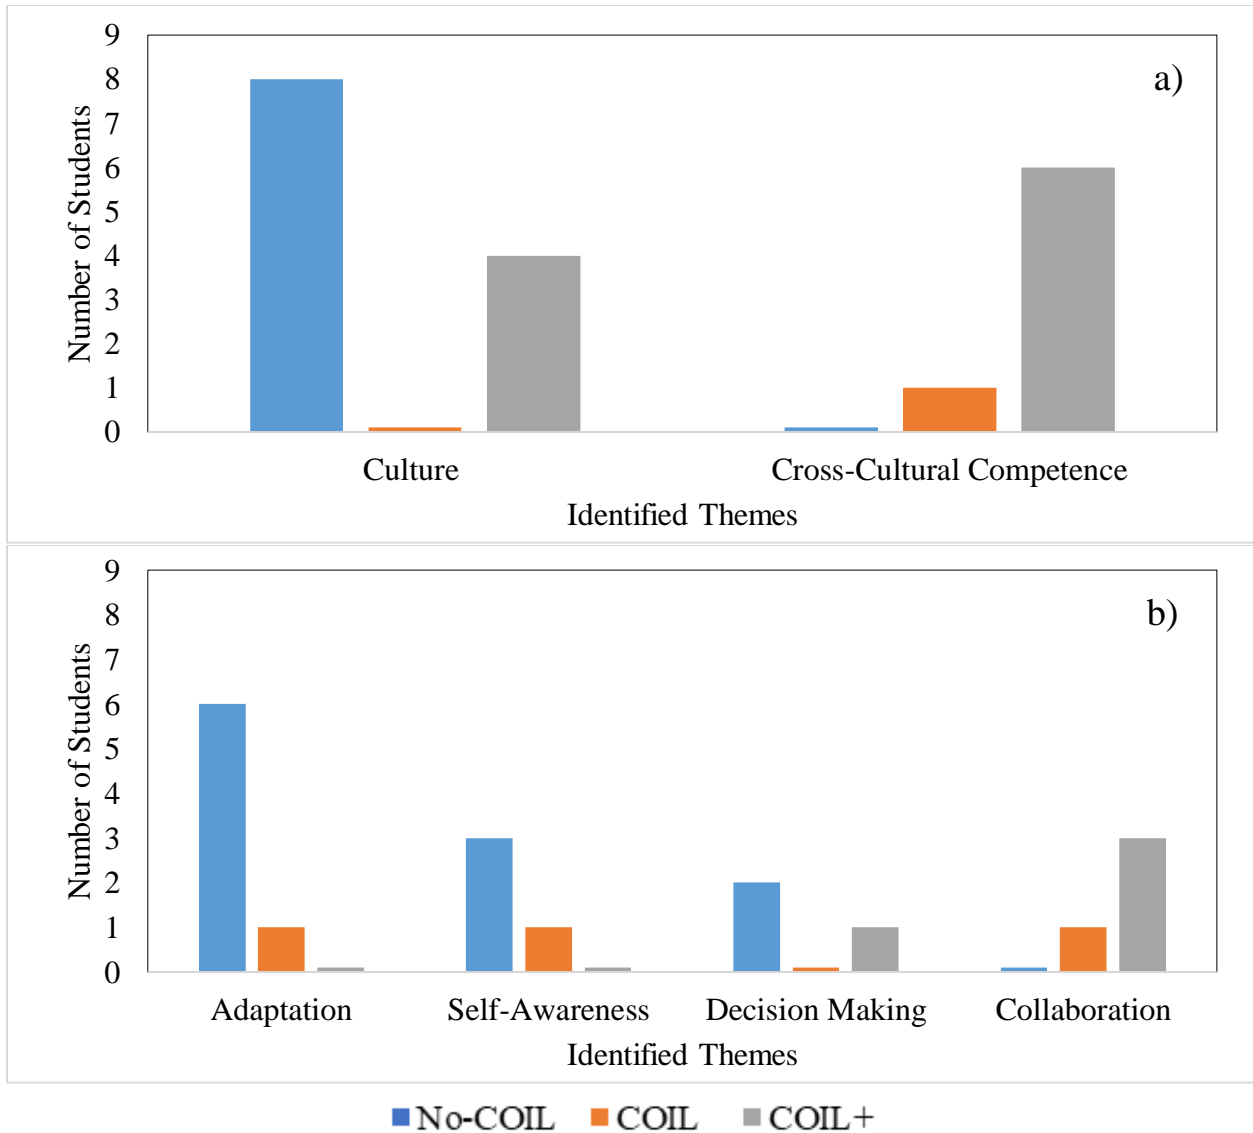 a)
9
8
7
6
5
4
3
2
1
0
Number of Students
Culture Cross-Cultural Competence
Identified Themes
b)
9
8
7
6
5
4
3
2
1
0
Number of Students
Adaptation Self-Awareness Decision Making Collaboration
Identified Themes
No-COIL COIL COIL+